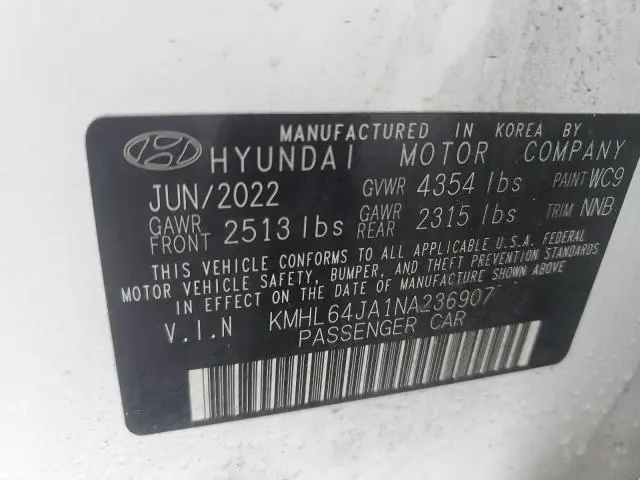 MANUFACTURED IN KOREA BY
HYUNDAI MOTOR COMPANY
JUN/2022 GVWR 4354 lbs PAINT WC9
GAWR FRONT 2513 lbs GAWR REAR 2315 lbs TRIM NNB
THIS VEHICLE CONFORMS TO ALL APPLICABLE U.S.A. FEDERAL
MOTOR VEHICLE SAFETY, BUMPER, AND THEFT PREVENTION STANDARDS
IN EFFECT ON THE DATE OF MANUFACTURE SHOWN ABOVE
V.I.N KMHL64JA1NA236907
PASSENGER CAR